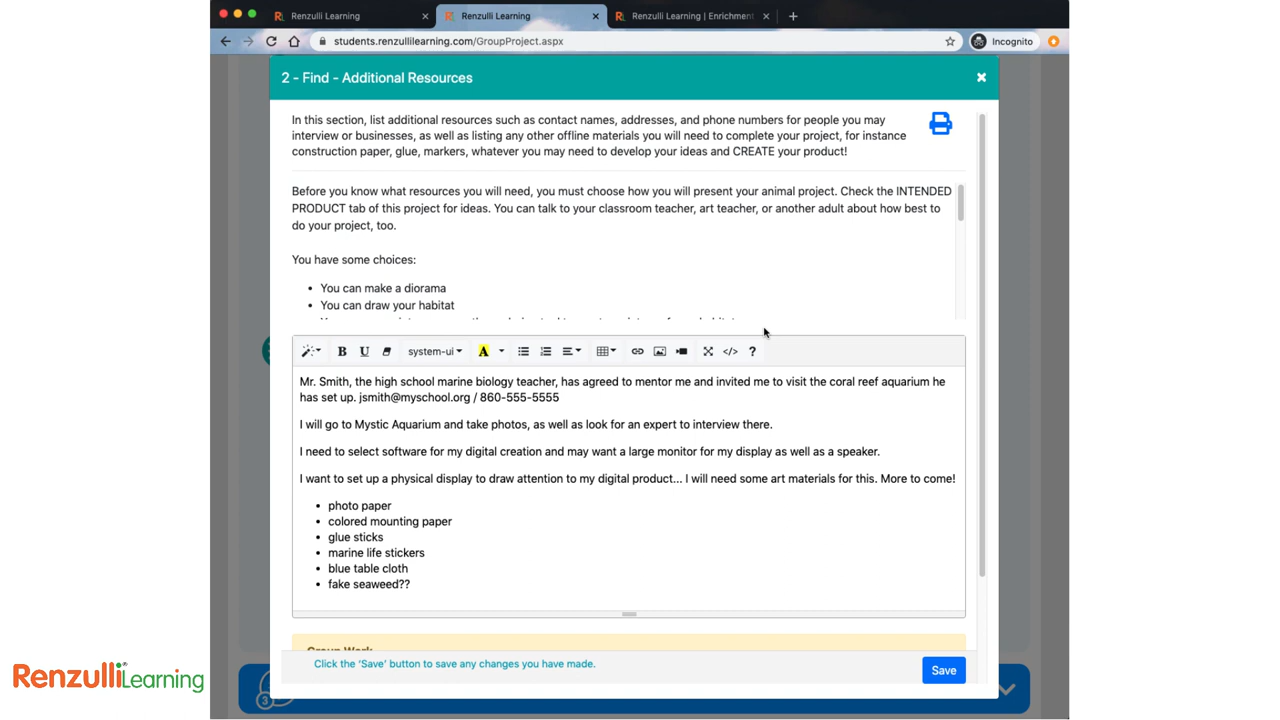 Renzulli Learning
Renzulli Learning
Renzulli Learning | Enrichment
students.renzullilearning.com/GroupProject.aspx
Incognito
2 - Find - Additional Resources
In this section, list additional resources such as contact names, addresses, and phone numbers for people you may
interview or businesses, as well as listing any other offline materials you will need to complete your project, for instance
construction paper, glue, markers, whatever you may need to develop your ideas and CREATE your product!
Before you know what resources you will need, you must choose how you will present your animal project. Check the INTENDED
PRODUCT tab of this project for ideas. You can talk to your classroom teacher, art teacher, or another adult about how best to
do your project, too.
You have some choices:
• You can make a diorama
• You can draw your habitat
B U system-ui A </> ?
Mr. Smith, the high school marine biology teacher, has agreed to mentor me and invited me to visit the coral reef aquarium he
has set up. jsmith@myschool.org / 860-555-5555
I will go to Mystic Aquarium and take photos, as well as look for an expert to interview there.
I need to select software for my digital creation and may want a large monitor for my display as well as a speaker.
I want to set up a physical display to draw attention to my digital product... I will need some art materials for this. More to come!
• photo paper
• colored mounting paper
• glue sticks
• marine life stickers
• blue table cloth
• fake seaweed??
Group Work
Click the 'Save' button to save any changes you have made.
Save
RenzulliLearning
3